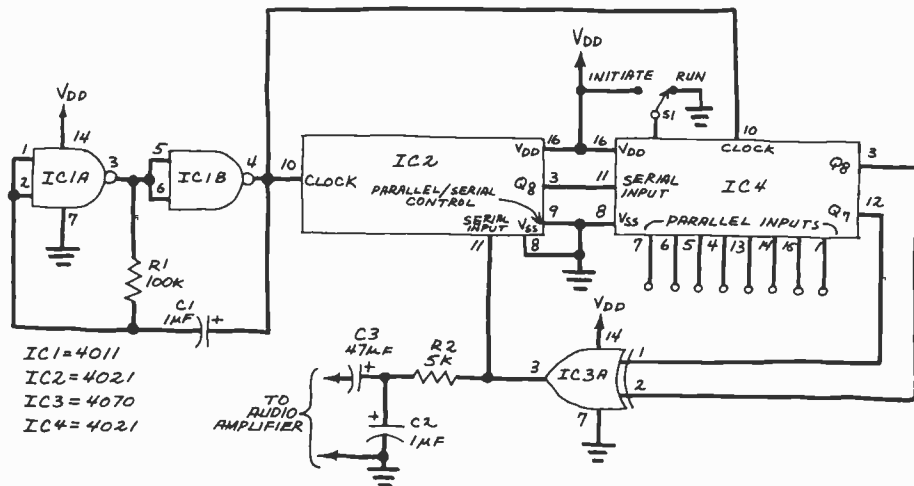 VDD
14
1
2
IC1A
3
7
5
6
IC1B
4
R1
100K
C1
1µF
+
IC1=4011
IC2=4021
IC3=4070
IC4=4021
10
CLOCK
IC2
VDD
16
Q8
3
PARALLEL/SERIAL
CONTROL
9
SERIAL
INPUT
11
VSS
8
VDD
INITIATE
RUN
S1
16
VDD
10
CLOCK
11
SERIAL
INPUT
IC4
Q8
3
Q7
12
8
VSS
PARALLEL INPUTS
7
6
5
4
13
14
15
1
C3
47µF
+
R2
5K
+
C2
1µF
TO
AUDIO
AMPLIFIER
VDD
14
3
IC3A
1
2
7